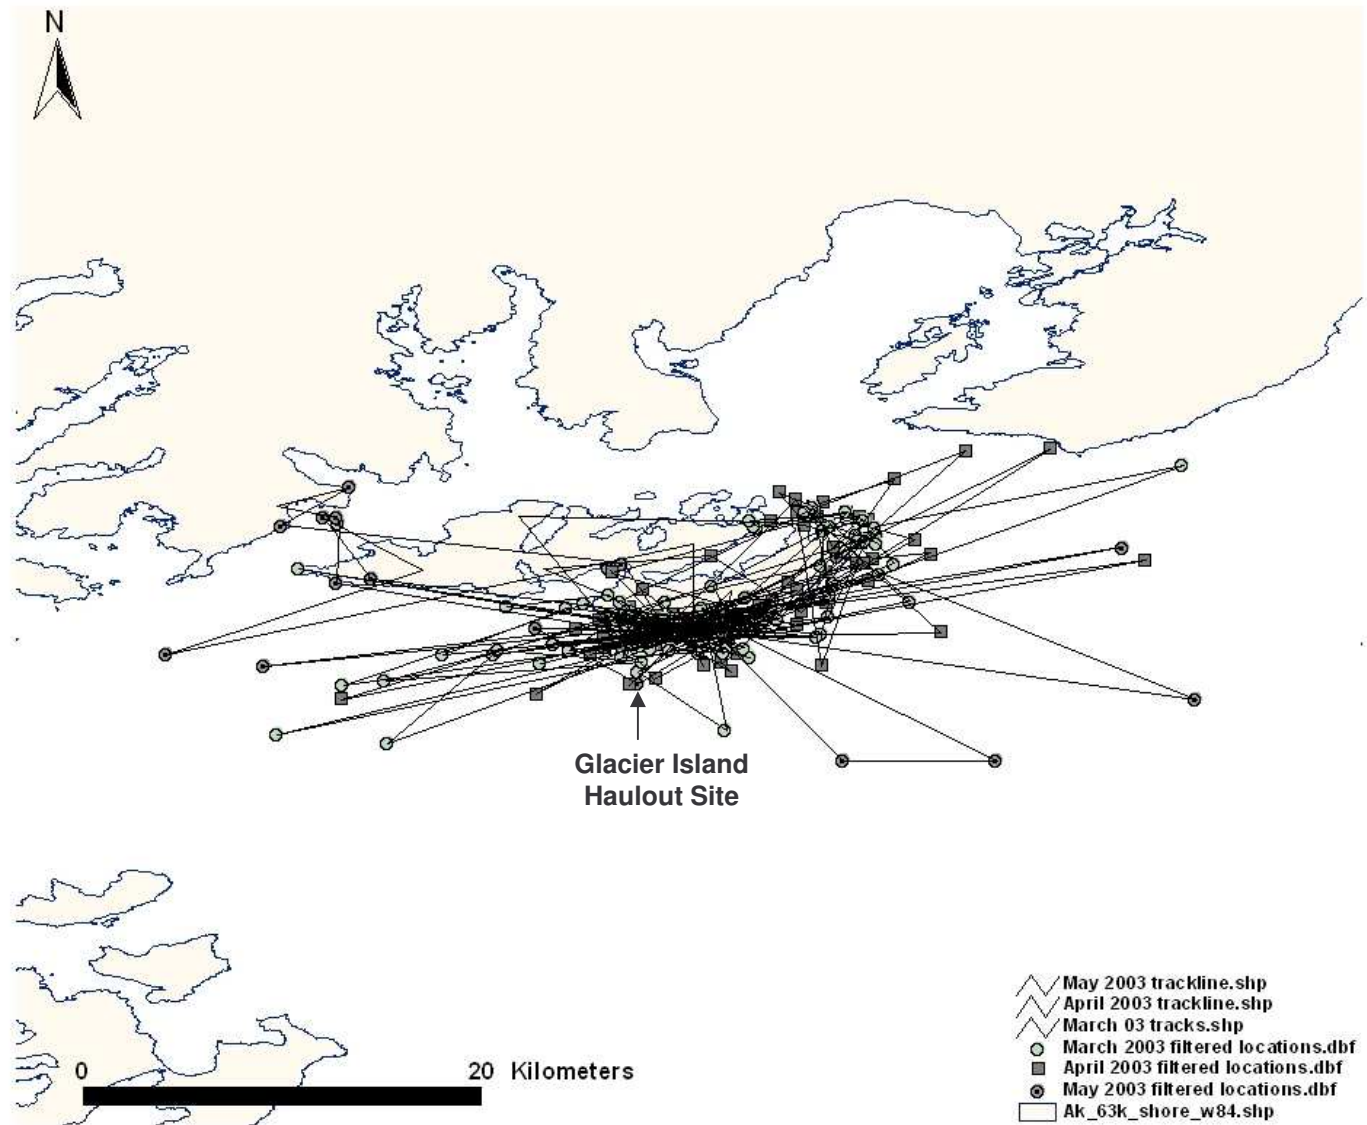 N
Glacier Island
Haulout Site
0 20 Kilometers
May 2003 trackline.shp
April 2003 trackline.shp
March 03 tracks.shp
March 2003 filtered locations.dbf
April 2003 filtered locations.dbf
May 2003 filtered locations.dbf
Ak_63k_shore_w84.shp